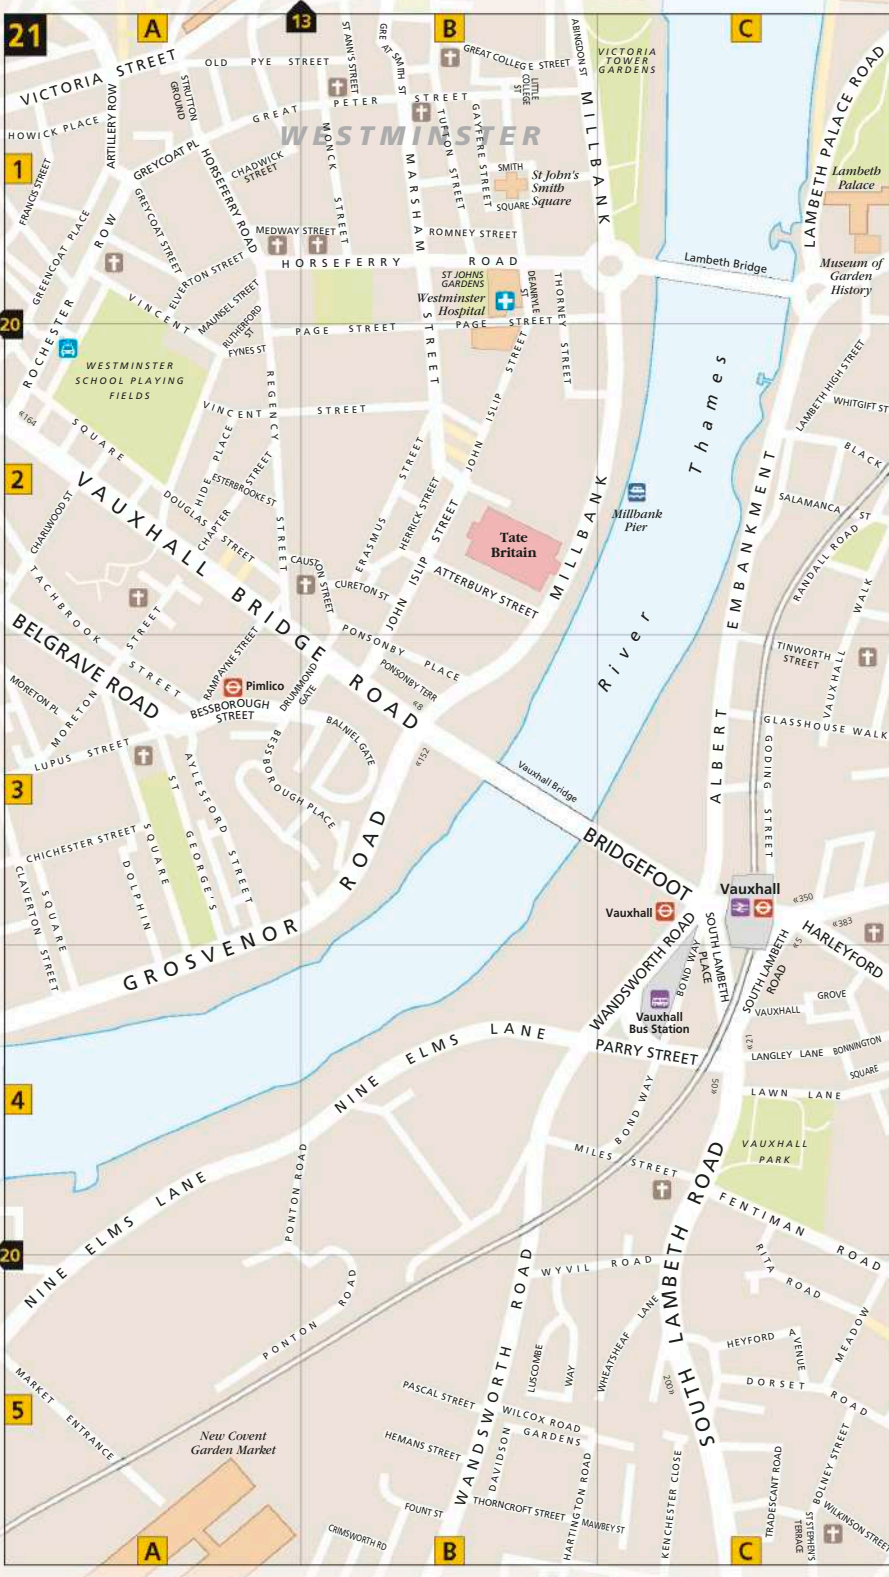 21
A
13
B
C
VICTORIA STREET
OLD PYE STREET
ST ANN'S STREET
GREAT SMITH ST
GREAT COLLEGE STREET
LITTLE COLLEGE ST
ABINGDON ST
VICTORIA TOWER GARDENS
STRUTTON GROUND
HOWICK PLACE
ARTILLERY ROW
GREAT PETER STREET
WESTMINSTER
MILLBANK
LAMBETH PALACE ROAD
1
FRANCIS STREET
GREYCOAT PL
HORSEFERRY ROAD
CHADWICK STREET
MONCK STREET
MARSHAM STREET
TUFTON STREET
GAYFERE STREET
SMITH SQUARE
St John's
Smith
Square
Lambeth
Palace
GREENCOAT PLACE
ROW
GREYCOAT STREET
MEDWAY STREET
ROMNEY STREET
ELVERTON STREET
HORSEFERRY ROAD
Lambeth Bridge
Museum of
Garden
History
ST JOHNS
GARDENS
Westminster
Hospital
DEANRYLE ST
THORNEY STREET
ROCHESTER
VINCENT
MAUNSEL STREET
RUTHERFORD ST
20
PAGE STREET
PAGE STREET
FYNES ST
WESTMINSTER
SCHOOL PLAYING
FIELDS
REGENCY STREET
JOHN ISLIP STREET
River Thames
LAMBETH HIGH STREET
WHITGIFT ST
«164
SQUARE
VINCENT STREET
BLACK
2
HIDE PLACE
ESTERBROOKE ST
CHAPTER STREET
DOUGLAS STREET
ERASMUS STREET
HERRICK STREET
JOHN ISLIP STREET
MILLBANK
Millbank
Pier
SALAMANCA ST
RANDALL ROAD
Tate
Britain
ATTERBURY STREET
CHARLWOOD ST
VAUXHALL BRIDGE ROAD
CAUSTON STREET
CURETON ST
TACHBROOK STREET
BELGRAVE ROAD
PONSONBY PLACE
PONSONBY TERR
ALBERT EMBANKMENT
TINWORTH STREET
VAUXHALL WALK
MORETON PL
MORETON STREET
RAMPAYNE STREET
Pimlico
DRUMMOND GATE
BESSBOROUGH
STREET
BESSBOROUGH PLACE
BALNIEL GATE
«8
«152
GLASSHOUSE WALK
LUPUS STREET
GODING STREET
Vauxhall Bridge
3
ST GEORGE'S SQUARE
AYLESFORD STREET
CHICHESTER STREET
CLAVERTON STREET
DOLPHIN SQUARE
GROSVENOR ROAD
BRIDGEFOOT
Vauxhall
Vauxhall
«350
«383
HARLEYFORD
WANDSWORTH ROAD
BOND WAY
SOUTH LAMBETH PLACE
SOUTH LAMBETH ROAD
«5
Vauxhall
Bus Station
VAUXHALL GROVE
NINE ELMS LANE
PARRY STREET
21»
LANGLEY LANE
BONNINGTON SQUARE
50»
4
LAWN LANE
BOND WAY
MILES STREET
VAUXHALL
PARK
NINE ELMS LANE
PONTON ROAD
FENTIMAN ROAD
20
SOUTH LAMBETH ROAD
WYVIL ROAD
RITA ROAD
PONTON ROAD
WANDSWORTH ROAD
LUSCOMBE WAY
WHEATSHEAF LANE
HEYFORD AVENUE
MEADOW
200»
DORSET ROAD
MARKET ENTRANCE
5
PASCAL STREET
WILCOX ROAD
New Covent
Garden Market
HEMANS STREET
DAVIDSON GARDENS
HARTINGTON ROAD
KENCHESTER CLOSE
TRADESCANT ROAD
BOLNEY STREET
ST STEPHEN'S TERRACE
WILKINSON STREET
FOUNT ST
THORNCROFT STREET
MAWBEY ST
CRIMSWORTH RD
A
B
C